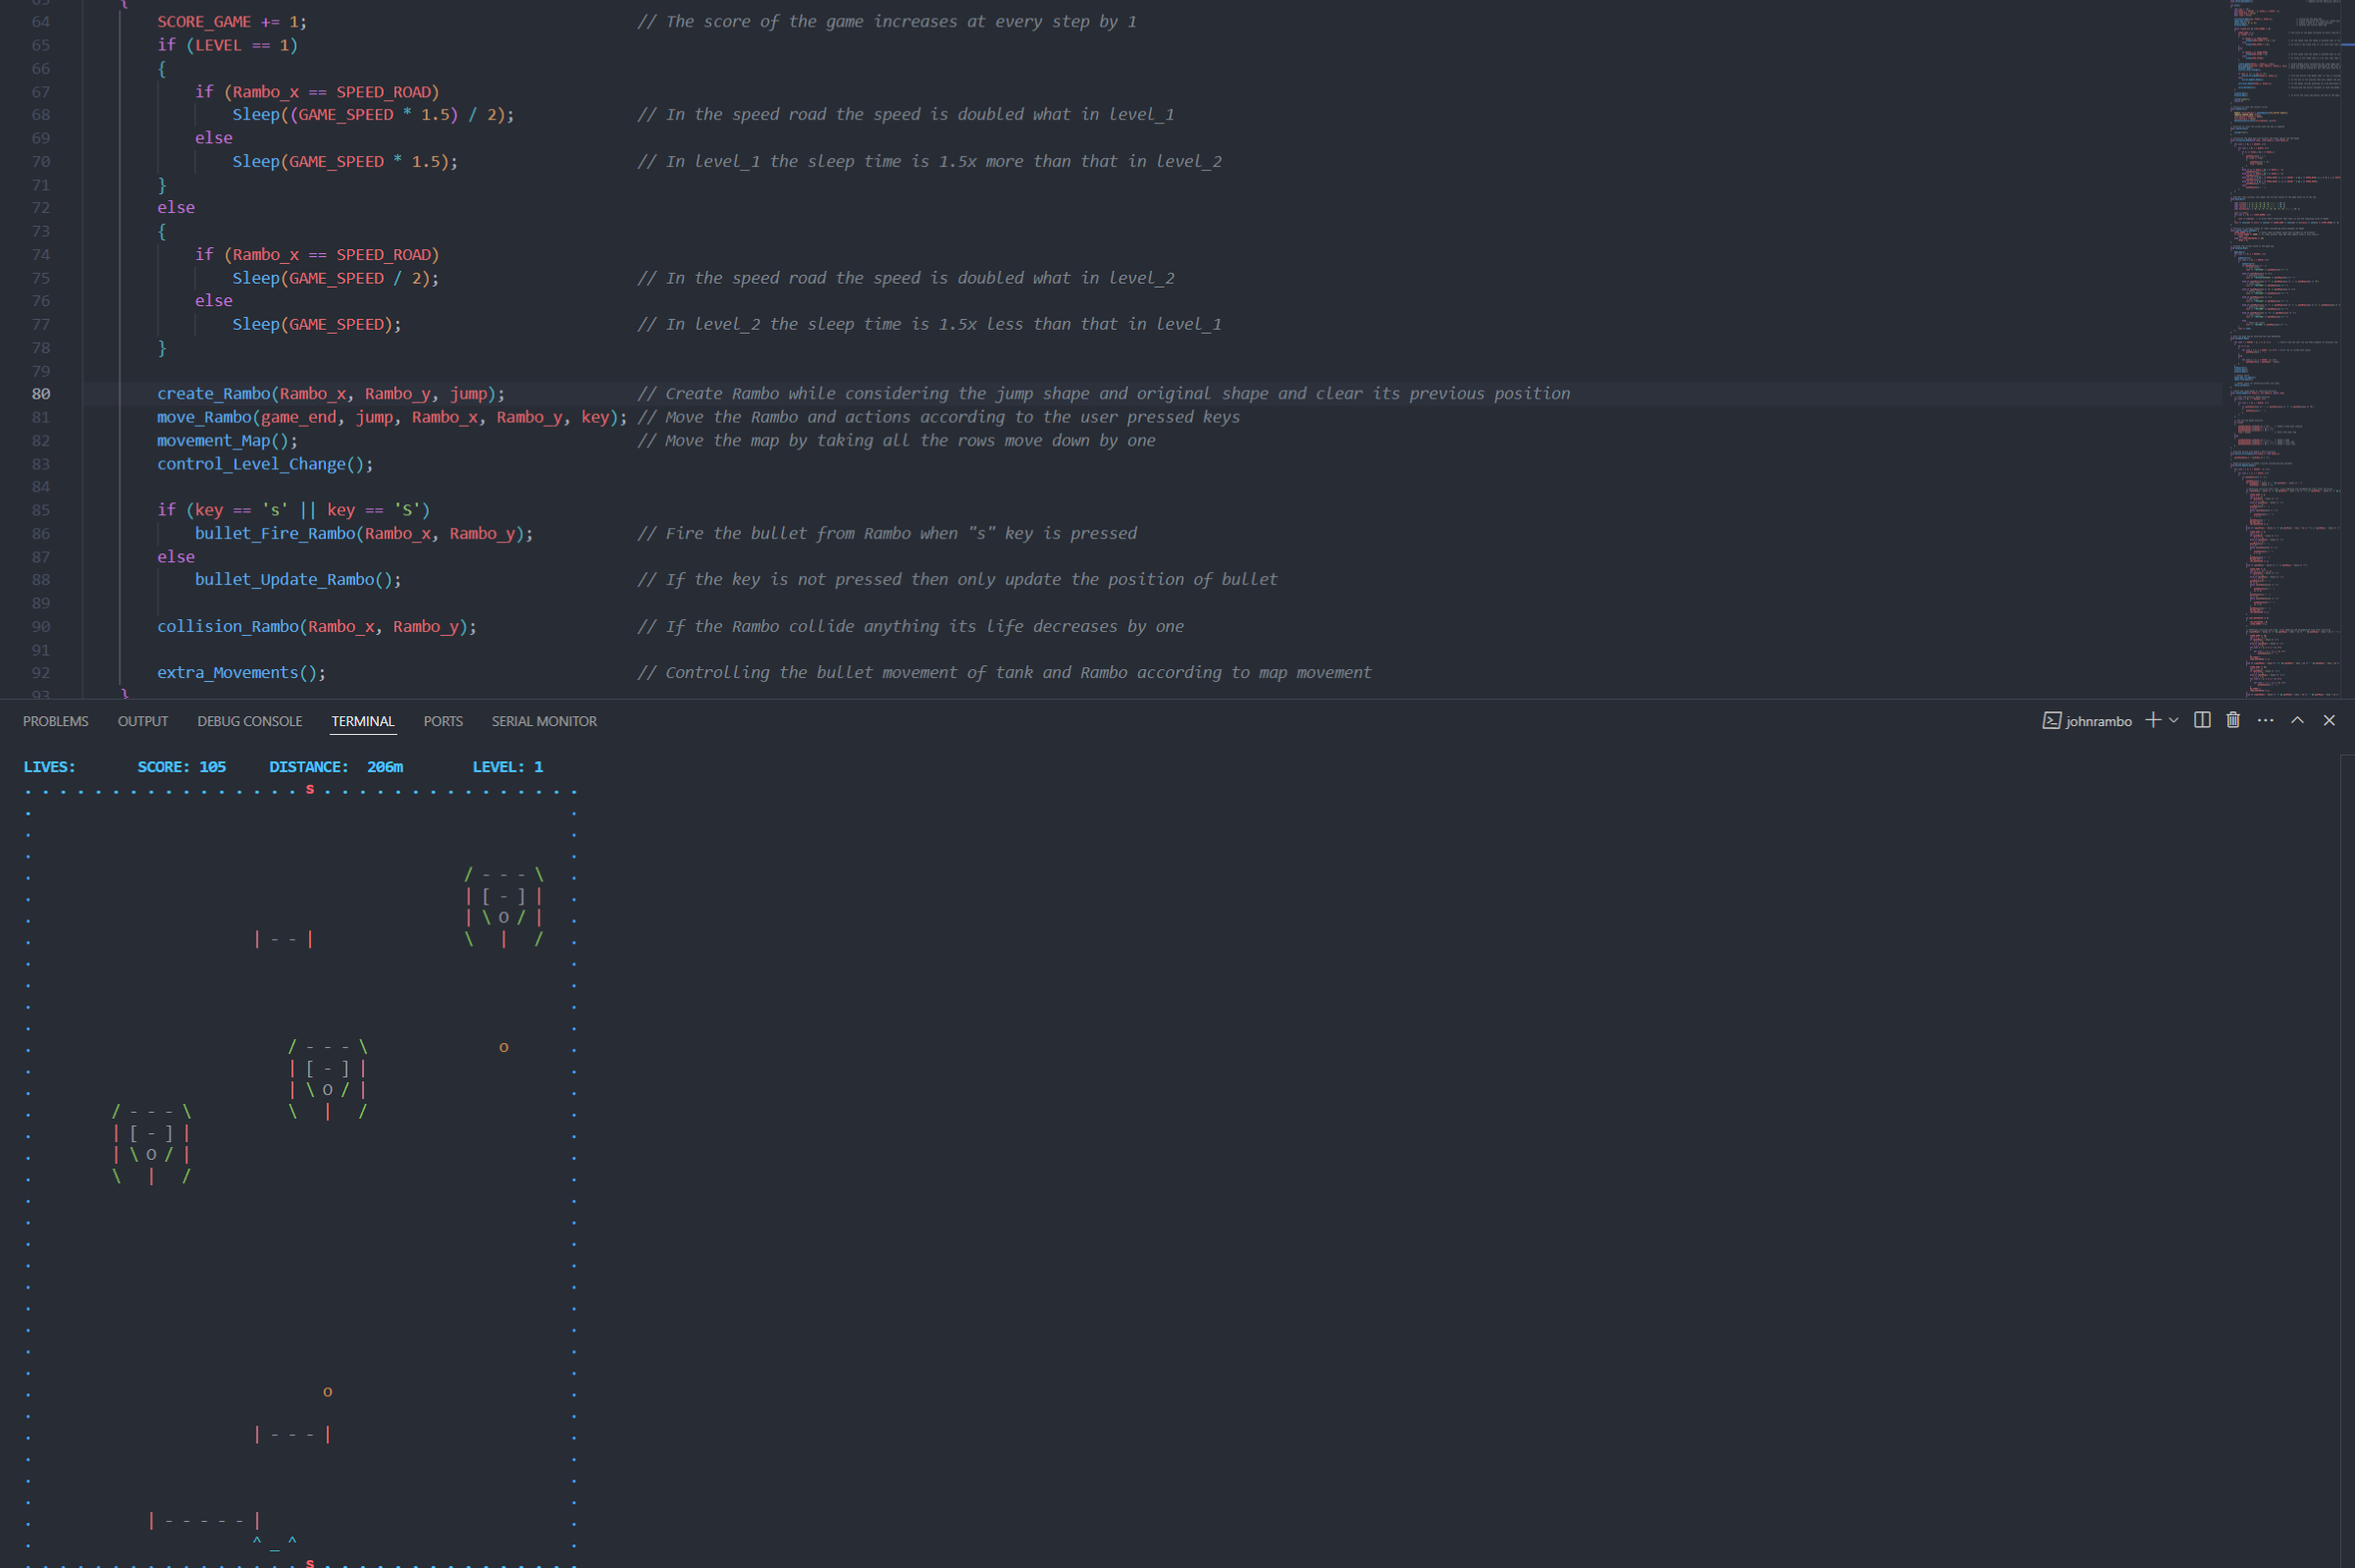 63 {
64 SCORE_GAME += 1; // The score of the game increases at every step by 1
65 if (LEVEL == 1)
66 {
67 if (Rambo_x == SPEED_ROAD)
68 Sleep((GAME_SPEED * 1.5) / 2); // In the speed road the speed is doubled what in level_1
69 else
70 Sleep(GAME_SPEED * 1.5); // In level_1 the sleep time is 1.5x more than that in level_2
71 }
72 else
73 {
74 if (Rambo_x == SPEED_ROAD)
75 Sleep(GAME_SPEED / 2); // In the speed road the speed is doubled what in level_2
76 else
77 Sleep(GAME_SPEED); // In level_2 the sleep time is 1.5x less than that in level_1
78 }
79
80 create_Rambo(Rambo_x, Rambo_y, jump); // Create Rambo while considering the jump shape and original shape and clear its previous position
81 move_Rambo(game_end, jump, Rambo_x, Rambo_y, key); // Move the Rambo and actions according to the user pressed keys
82 movement_Map(); // Move the map by taking all the rows move down by one
83 control_Level_Change();
84
85 if (key == 's' || key == 'S')
86 bullet_Fire_Rambo(Rambo_x, Rambo_y); // Fire the bullet from Rambo when "s" key is pressed
87 else
88 bullet_Update_Rambo(); // If the key is not pressed then only update the position of bullet
89
90 collision_Rambo(Rambo_x, Rambo_y); // If the Rambo collide anything its life decreases by one
91
92 extra_Movements(); // Controlling the bullet movement of tank and Rambo according to map movement
93 }
PROBLEMS OUTPUT DEBUG CONSOLE TERMINAL PORTS SERIAL MONITOR johnrambo
LIVES: SCORE: 105 DISTANCE: 206m LEVEL: 1
. . . . . . . . . . . . . . . . s . . . . . . . . . . . . . . .
/ - - - \
| [ - ] |
| \ O / |
| - - | \ | /
/ - - - \ o
| [ - ] |
| \ O / |
/ - - - \ \ | /
| [ - ] |
| \ O / |
\ | /
o
| - - - |
| - - - - - |
^ _ ^
. . . . . . . . . . . . . . . . s . . . . . . . . . . . . . . .